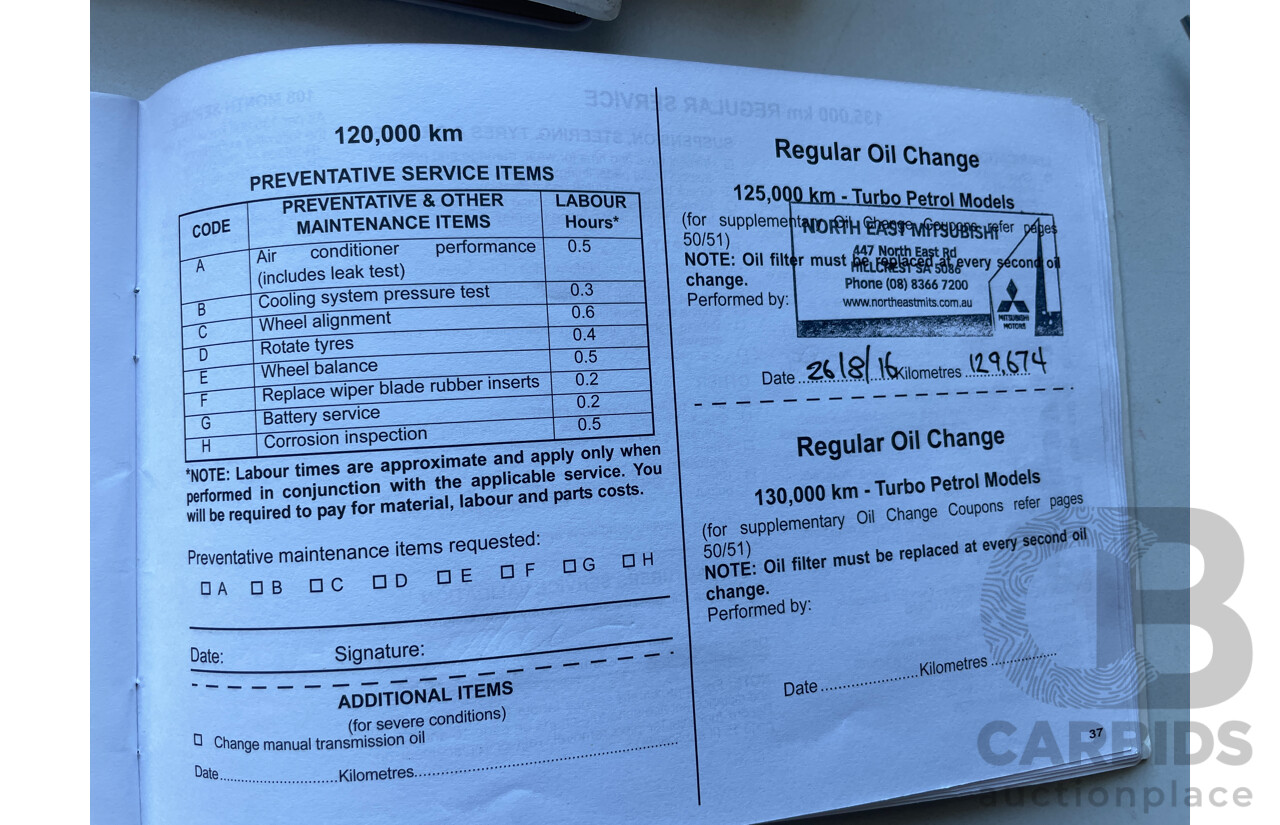 120,000 km
PREVENTATIVE SERVICE ITEMS
CODE PREVENTATIVE & OTHER MAINTENANCE ITEMS LABOUR Hours*
A Air conditioner performance 0.5
(includes leak test)
B Cooling system pressure test 0.3
C Wheel alignment 0.6
D Rotate tyres 0.4
E Wheel balance 0.5
F Replace wiper blade rubber inserts 0.2
G Battery service 0.2
H Corrosion inspection 0.5
*NOTE: Labour times are approximate and apply only when
performed in conjunction with the applicable service. You
will be required to pay for material, labour and parts costs.
Preventative maintenance items requested:
A B C D E F G H
Date: Signature:
ADDITIONAL ITEMS
(for severe conditions)
Change manual transmission oil
Date Kilometres
Regular Oil Change
125,000 km - Turbo Petrol Models
(for supplementary Oil Change Coupons refer pages
50/51)
NOTE: Oil filter must be replaced at every second oil
change.
Performed by:
NORTH EAST MITSUBISHI
447 North East Rd
HILLCREST SA 5086
Phone (08) 8366 7200
www.northeastmits.com.au
MITSUBISHI
MOTORS
Date 26/8/16 Kilometres 129,674
Regular Oil Change
130,000 km - Turbo Petrol Models
(for supplementary Oil Change Coupons refer pages
50/51)
NOTE: Oil filter must be replaced at every second oil
change.
Performed by:
Date Kilometres
37
CB
CARBIDS
auctionplace